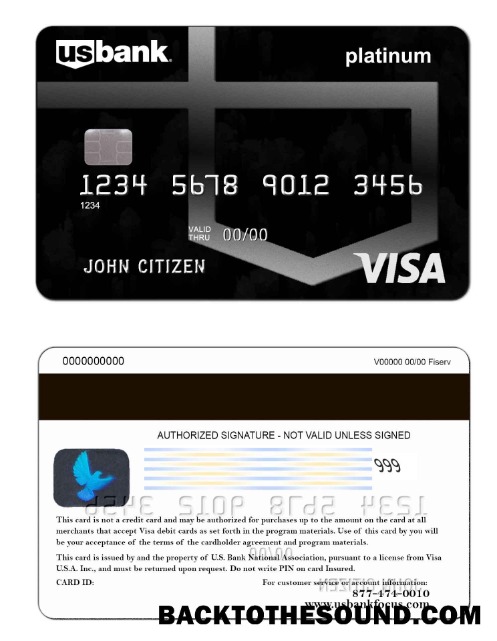 usbank
platinum
1234 5678 9012 3456
1234
VALID
THRU 00/00
JOHN CITIZEN
VISA
0000000000 V00000 00/00 Fiserv
AUTHORIZED SIGNATURE - NOT VALID UNLESS SIGNED
999
This card is not a credit card and may be authorized for purchases up to the amount on the card at all
merchants that accept Visa debit cards as set forth in the program materials. Use of this card by you will
be your acceptance of the terms of the cardholder agreement and program materials.
This card is issued by and the property of U.S. Bank National Association, pursuant to a license from Visa
U.S.A. Inc., and must be returned upon request. Do not write PIN on card Insured.
CARD ID: For customer service or account information:
877-474-0010
www.usbankfocus.com
BACKTOTHESOUND.COM